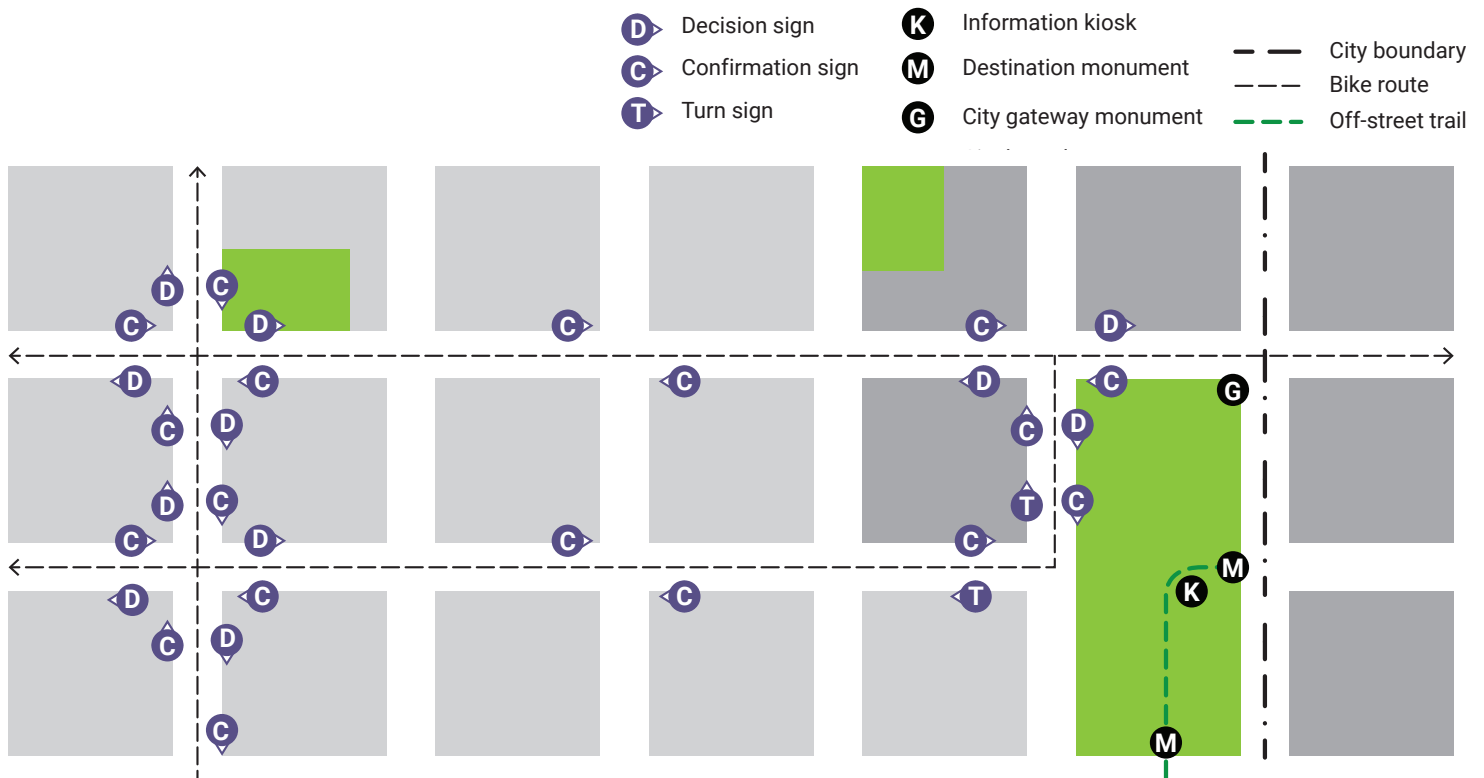 D Decision sign
C Confirmation sign
T Turn sign
K Information kiosk
M Destination monument
G City gateway monument
City boundary
Bike route
Off-street trail
D C
C D C C D
D C C D C G
C D C D
D C T C
C D C C
M
D C C T K
C D
C M